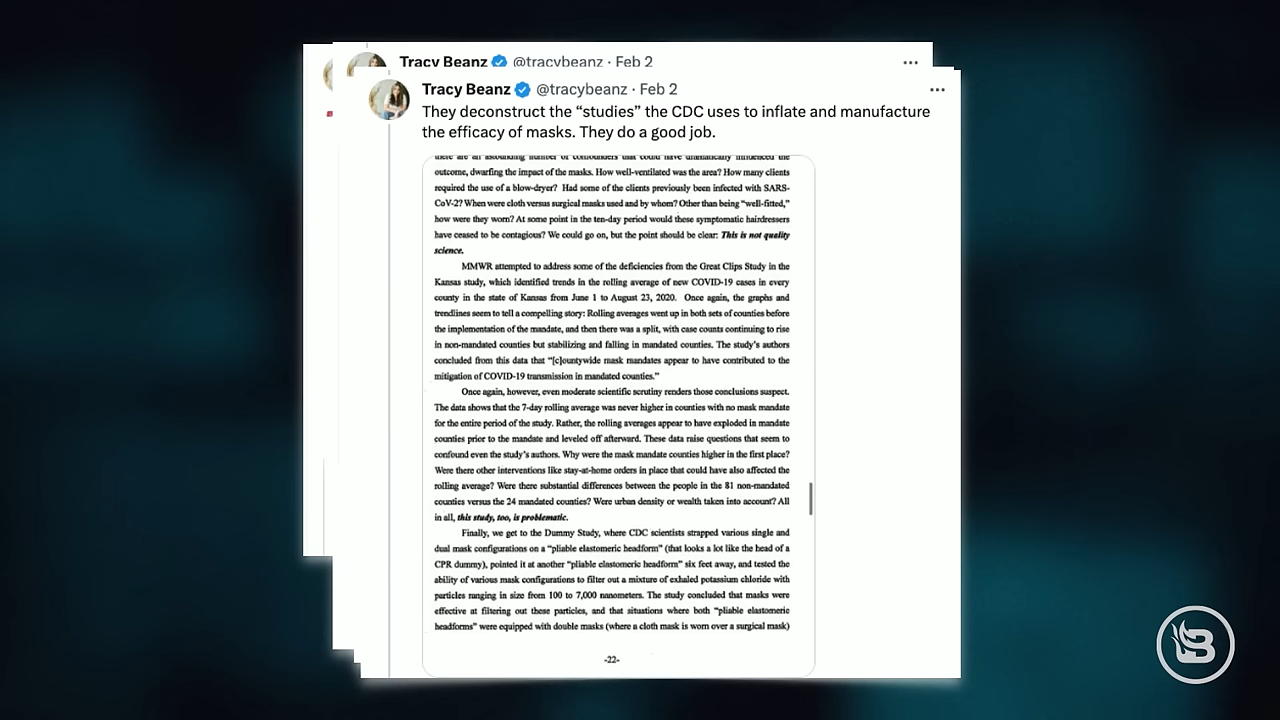 Tracy Beanz @tracybeanz · Feb 2
Tracy Beanz @tracybeanz · Feb 2
They deconstruct the “studies” the CDC uses to inflate and manufacture
the efficacy of masks. They do a good job.
there are an astounding number of confounders that could have dramatically influenced the
outcome, dwarfing the impact of the masks. How well-ventilated was the area? How many clients
required the use of a blow-dryer? Had some of the clients previously been infected with SARS-
CoV-2? When were cloth versus surgical masks used and by whom? Other than being “well-fitted,”
how were they worn? At some point in the ten-day period would these symptomatic hairdressers
have ceased to be contagious? We could go on, but the point should be clear: This is not quality
science.
MMWR attempted to address some of the deficiencies from the Great Clips Study in the
Kansas study, which identified trends in the rolling average of new COVID-19 cases in every
county in the state of Kansas from June 1 to August 23, 2020. Once again, the graphs and
trendlines seem to tell a compelling story: Rolling averages went up in both sets of counties before
the implementation of the mandate, and then there was a split, with case counts continuing to rise
in non-mandated counties but stabilizing and falling in mandated counties. The study’s authors
concluded from this data that “[c]ountywide mask mandates appear to have contributed to the
mitigation of COVID-19 transmission in mandated counties.”
Once again, however, even moderate scientific scrutiny renders those conclusions suspect.
The data shows that the 7-day rolling average was never higher in counties with no mask mandate
for the entire period of the study. Rather, the rolling averages appear to have exploded in mandate
counties prior to the mandate and leveled off afterward. These data raise questions that seem to
confound even the study’s authors. Why were the mask mandate counties higher in the first place?
Were there other interventions like stay-at-home orders in place that could have also affected the
rolling average? Were there substantial differences between the people in the 81 non-mandated
counties versus the 24 mandated counties? Were urban density or wealth taken into account? All
in all, this study, too, is problematic.
Finally, we get to the Dummy Study, where CDC scientists strapped various single and
dual mask configurations on a “pliable elastomeric headform” (that looks a lot like the head of a
CPR dummy), pointed it at another “pliable elastomeric headform” six feet away, and tested the
ability of various mask configurations to filter out a mixture of exhaled potassium chloride with
particles ranging in size from 100 to 7,000 nanometers. The study concluded that masks were
effective at filtering out these particles, and that situations where both “pliable elastomeric
headforms” were equipped with double masks (where a cloth mask is worn over a surgical mask)
-22-
B